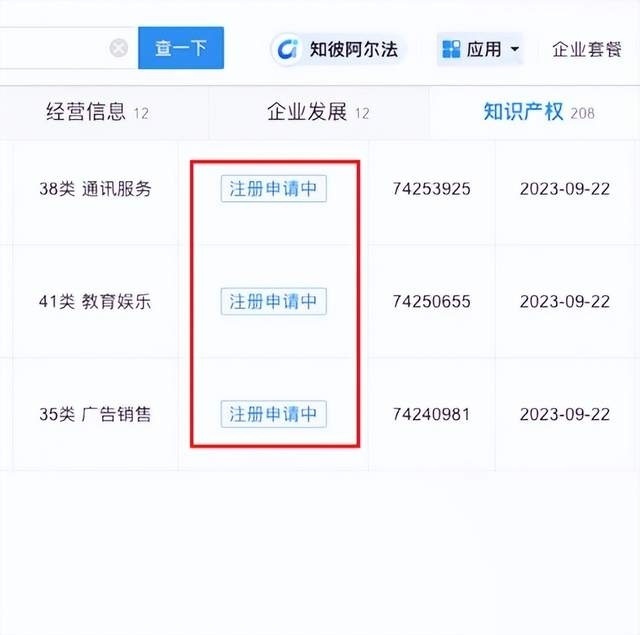 查一下 知彼阿尔法 应用 企业套餐
经营信息 12 企业发展 12 知识产权 208
38类 通讯服务 注册申请中 74253925 2023-09-22
41类 教育娱乐 注册申请中 74250655 2023-09-22
35类 广告销售 注册申请中 74240981 2023-09-22